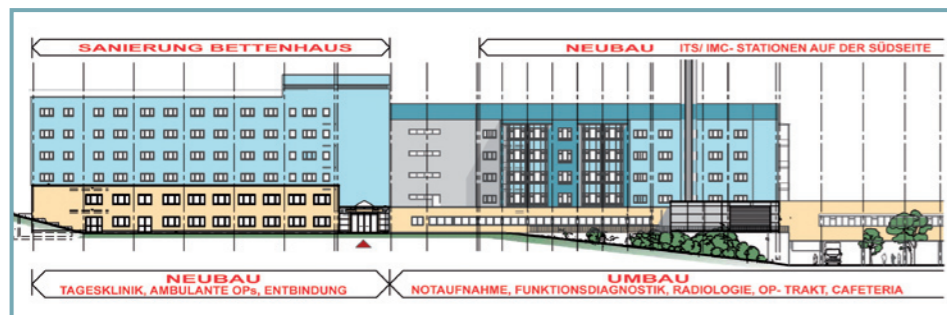 SANIERUNG BETTENHAUS
NEUBAU ITS/ IMC- STATIONEN AUF DER SÜDSEITE
NEUBAU
TAGESKLINIK, AMBULANTE OPs, ENTBINDUNG
UMBAU
NOTAUFNAHME, FUNKTIONSDIAGNOSTIK, RADIOLOGIE, OP- TRAKT, CAFETERIA